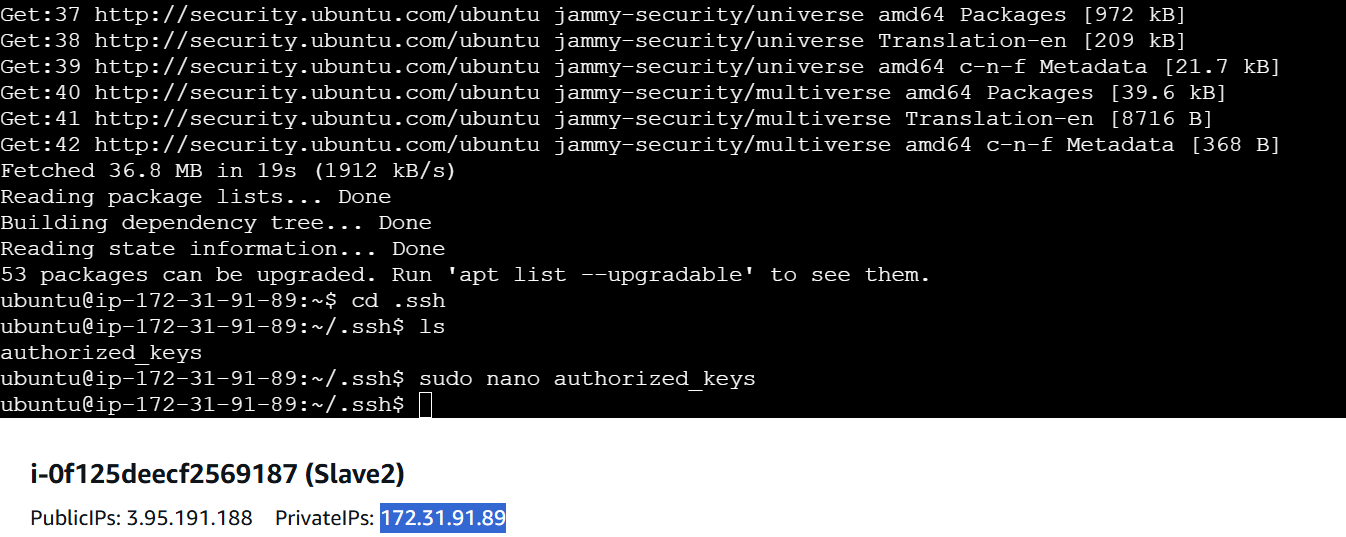 Get:37 http://security.ubuntu.com/ubuntu jammy-security/universe amd64 Packages [972 kB]
Get:38 http://security.ubuntu.com/ubuntu jammy-security/universe Translation-en [209 kB]
Get:39 http://security.ubuntu.com/ubuntu jammy-security/universe amd64 c-n-f Metadata [21.7 kB]
Get:40 http://security.ubuntu.com/ubuntu jammy-security/multiverse amd64 Packages [39.6 kB]
Get:41 http://security.ubuntu.com/ubuntu jammy-security/multiverse Translation-en [8716 B]
Get:42 http://security.ubuntu.com/ubuntu jammy-security/multiverse amd64 c-n-f Metadata [368 B]
Fetched 36.8 MB in 19s (1912 kB/s)
Reading package lists... Done
Building dependency tree... Done
Reading state information... Done
53 packages can be upgraded. Run 'apt list --upgradable' to see them.
ubuntu@ip-172-31-91-89:~$ cd .ssh
ubuntu@ip-172-31-91-89:~/.ssh$ ls
authorized_keys
ubuntu@ip-172-31-91-89:~/.ssh$ sudo nano authorized_keys
ubuntu@ip-172-31-91-89:~/.ssh$
i-0f125deecf2569187 (Slave2)
PublicIPs: 3.95.191.188 PrivateIPs: 172.31.91.89